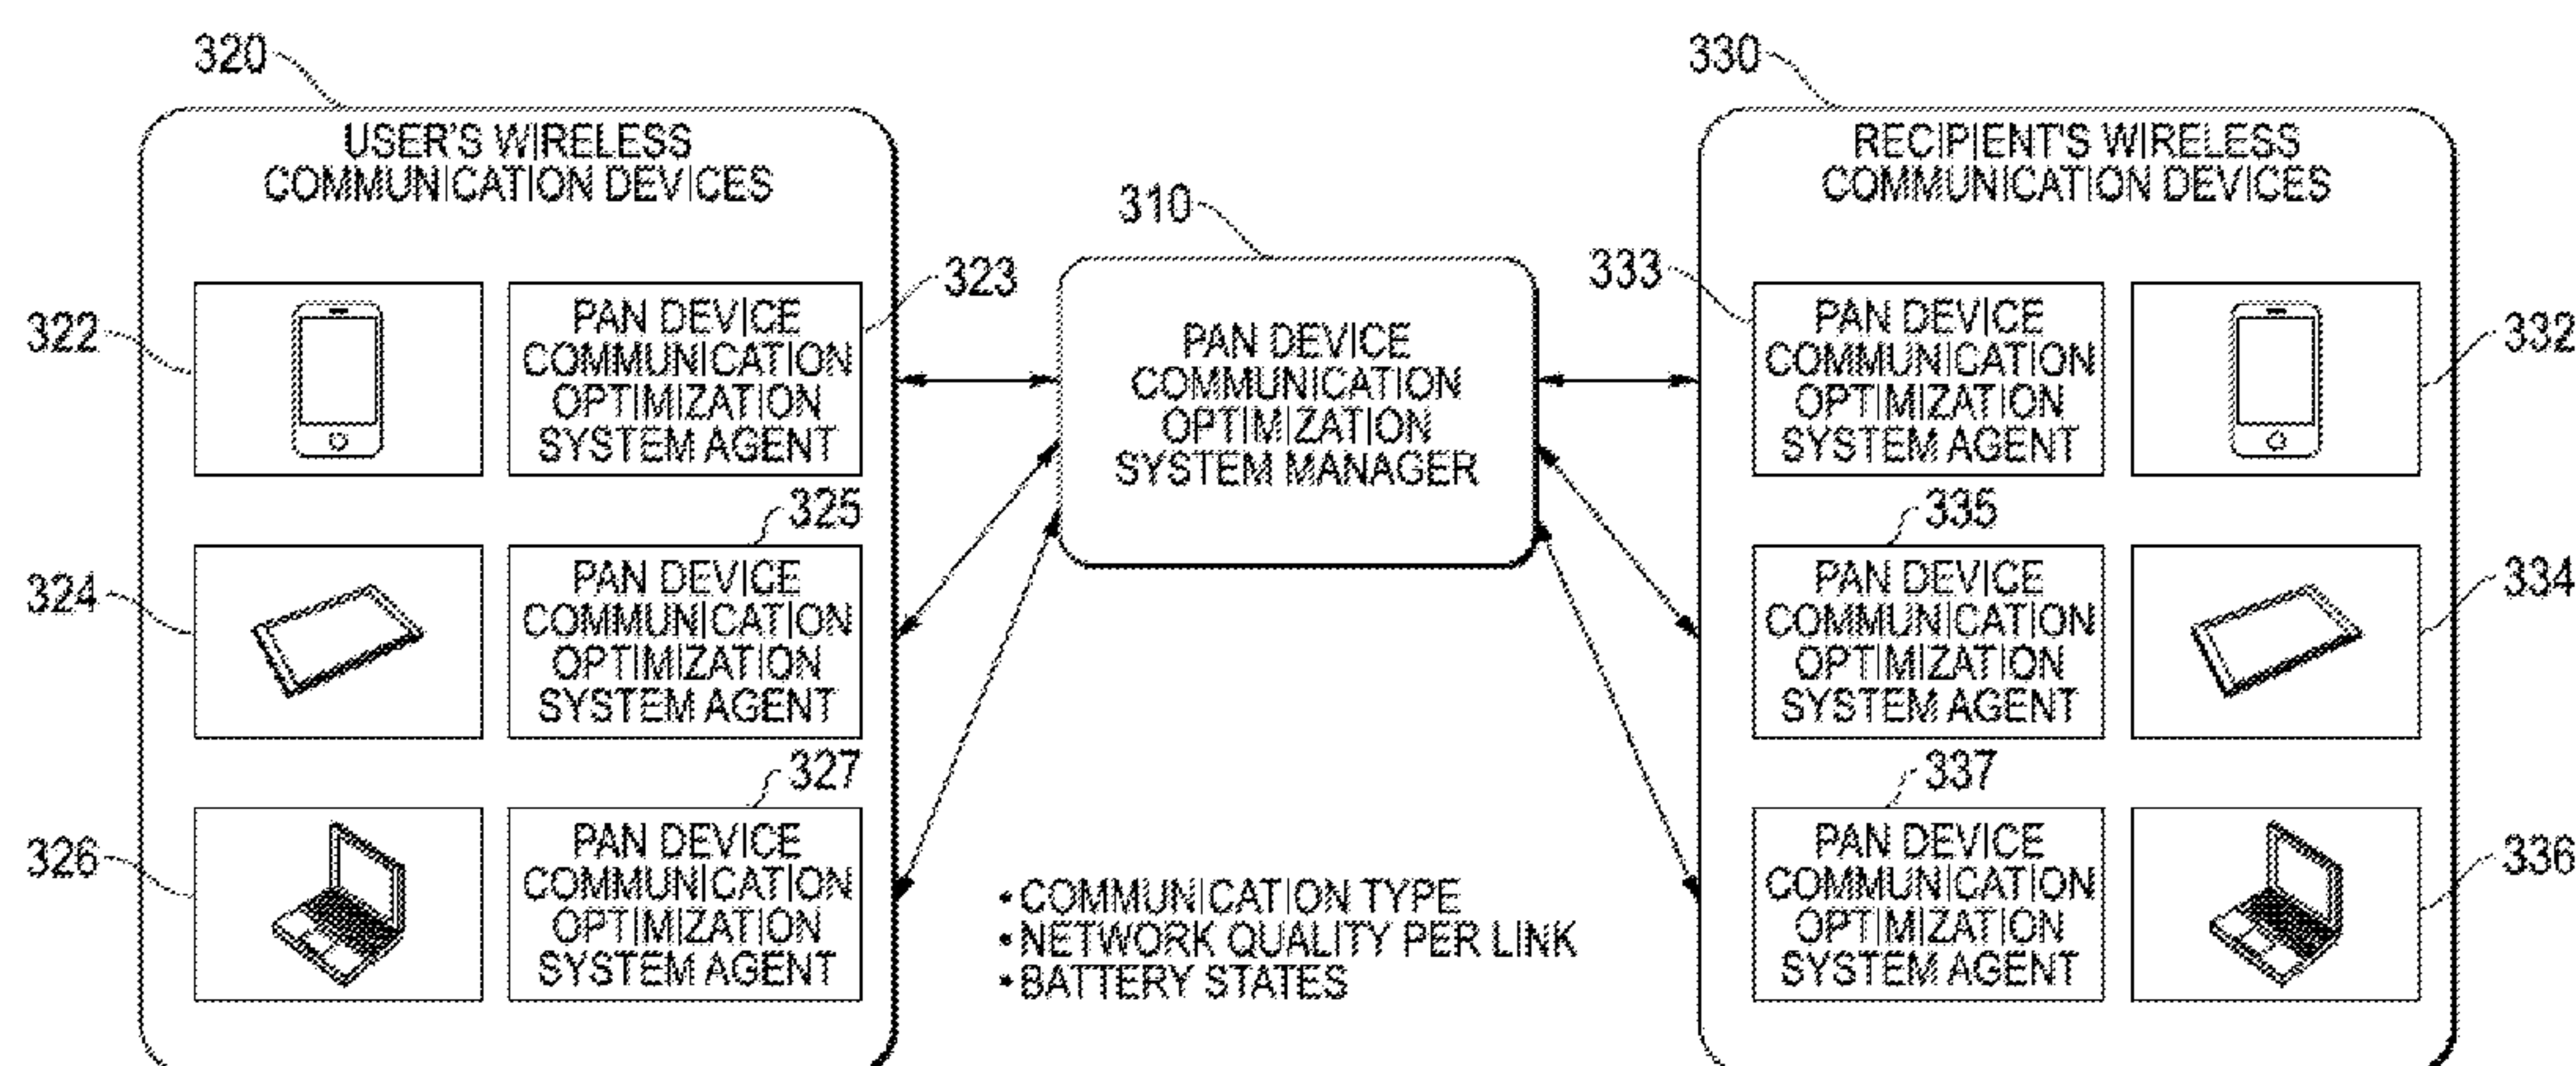 320
330
USER'S WIRELESS
COMMUNICATION DEVICES
RECIPIENT'S WIRELESS
COMMUNICATION DEVICES
310
322
323
PAN DEVICE
COMMUNICATION
OPTIMIZATION
SYSTEM AGENT
PAN DEVICE
COMMUNICATION
OPTIMIZATION
SYSTEM MANAGER
333
PAN DEVICE
COMMUNICATION
OPTIMIZATION
SYSTEM AGENT
332
324
325
PAN DEVICE
COMMUNICATION
OPTIMIZATION
SYSTEM AGENT
335
PAN DEVICE
COMMUNICATION
OPTIMIZATION
SYSTEM AGENT
334
326
327
PAN DEVICE
COMMUNICATION
OPTIMIZATION
SYSTEM AGENT
• COMMUNICATION TYPE
• NETWORK QUALITY PER LINK
• BATTERY STATES
337
PAN DEVICE
COMMUNICATION
OPTIMIZATION
SYSTEM AGENT
336